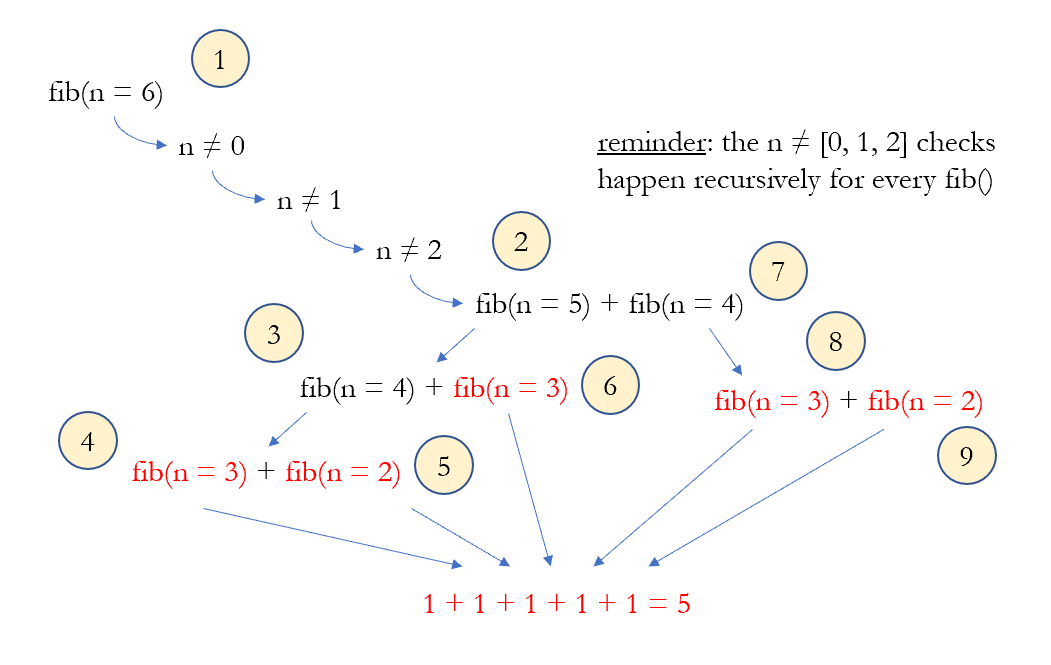 1
fib(n = 6)
n ≠ 0
reminder: the n ≠ [0, 1, 2] checks
happen recursively for every fib()
n ≠ 1
n ≠ 2
2
7
fib(n = 5) + fib(n = 4)
3
8
fib(n = 4) + fib(n = 3)
6
fib(n = 3) + fib(n = 2)
4
fib(n = 3) + fib(n = 2)
5
9
1 + 1 + 1 + 1 + 1 = 5